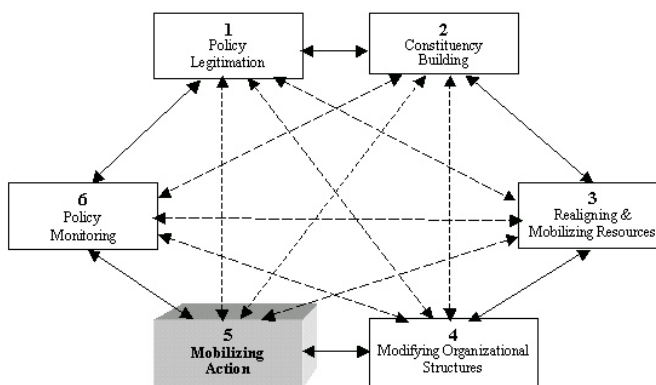 1
Policy
Legitimation
2
Constituency
Building
6
Policy
Monitoring
3
Realigning &
Mobilizing Resources
5
Mobilizing
Action
4
Modifying Organizational
Structures